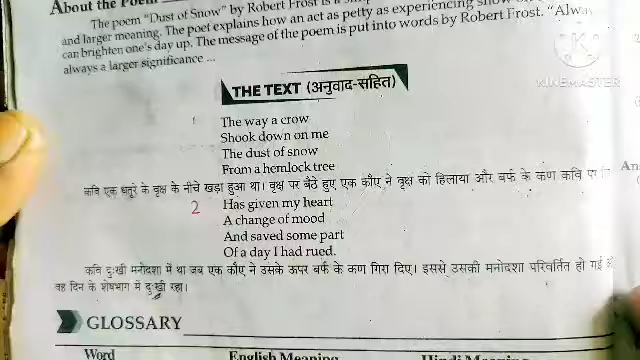 About the Poem
The poem "Dust of Snow" by Robert Frost is a
and larger meaning. The poet explains how an act as petty as experiencing snow
can brighten one's day up. The message of the poem is put into words by Robert Frost. "Alwa
always a larger significance ...
KINEMASTER
THE TEXT (अनुवाद-सहित)
1 The way a crow
Shook down on me
The dust of snow
From a hemlock tree
कवि एक धतूरे के वृक्ष के नीचे खड़ा हुआ था। वृक्ष पर बैठे हुए एक कौए ने वृक्ष को हिलाया और बर्फ के कण कवि पर
2 Has given my heart
A change of mood
And saved some part
Of a day I had rued.
कवि दुःखी मनोदशा में था जब एक कौए ने उसके ऊपर बर्फ के कण गिरा दिए। इससे उसकी मनोदशा परिवर्तित हो गई
वह दिन के शेषभाग में दुःखी रहा।
GLOSSARY
Word English Meaning Hindi Meaning